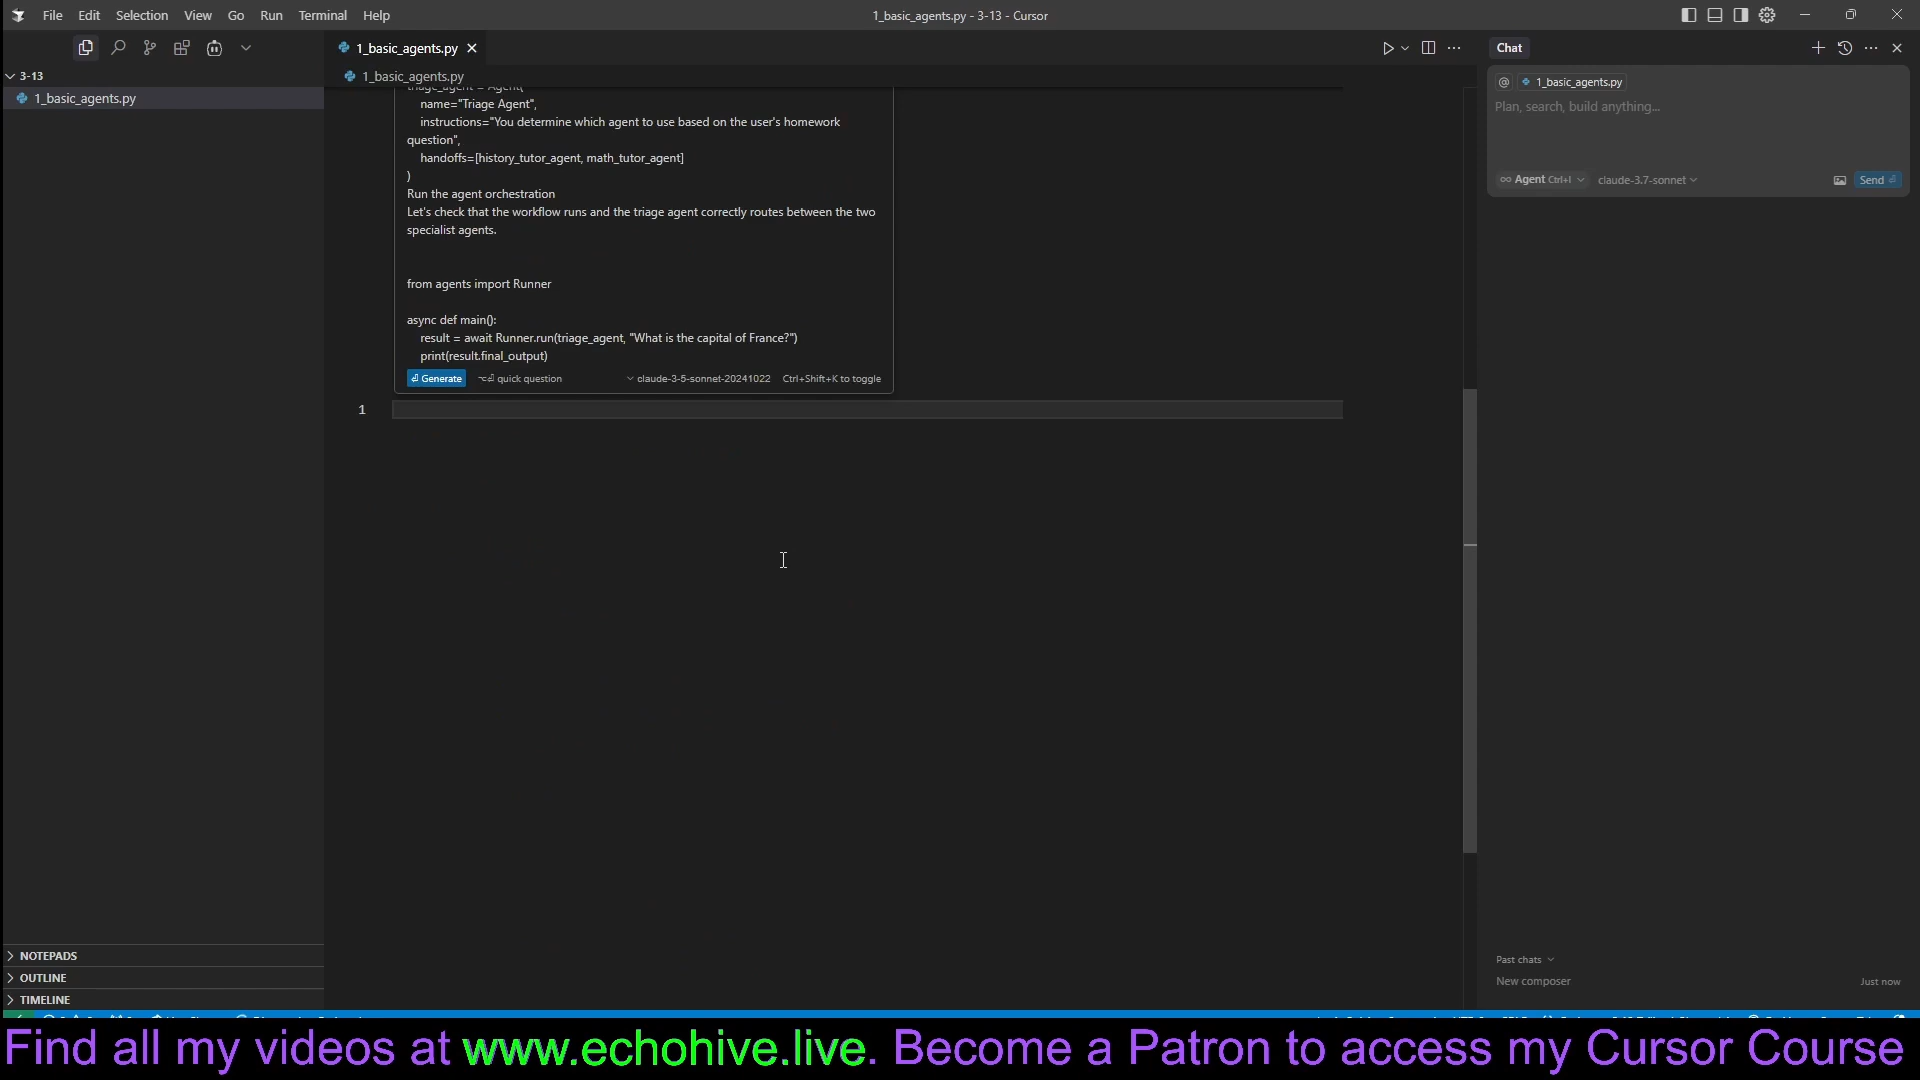 File Edit Selection View Go Run Terminal Help
1_basic_agents.py - 3-13 - Cursor
3-13
1_basic_agents.py
1_basic_agents.py
1_basic_agents.py
triage_agent = Agent(
name="Triage Agent",
instructions="You determine which agent to use based on the user's homework
question",
handoffs=[history_tutor_agent, math_tutor_agent]
)
Run the agent orchestration
Let's check that the workflow runs and the triage agent correctly routes between the two
specialist agents.
from agents import Runner
async def main():
result = await Runner.run(triage_agent, "What is the capital of France?")
print(result.final_output)
Generate quick question claude-3-5-sonnet-20241022 Ctrl+Shift+K to toggle
1
Chat
@ 1_basic_agents.py
Plan, search, build anything...
∞ Agent Ctrl+I claude-3.7-sonnet Send
Past chats
New composer Just now
NOTEPADS
OUTLINE
TIMELINE
Find all my videos at www.echohive.live. Become a Patron to access my Cursor Course